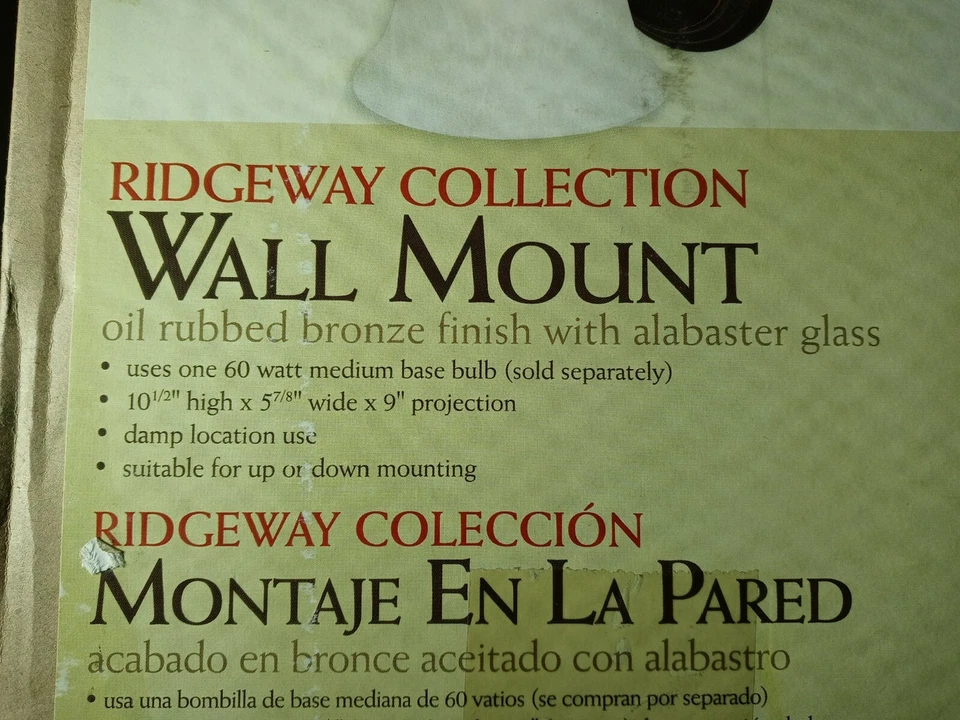 RIDGEWAY COLLECTION
WALL MOUNT
oil rubbed bronze finish with alabaster glass
• uses one 60 watt medium base bulb (sold separately)
• 10 1/2" high x 5 7/8" wide x 9" projection
• damp location use
• suitable for up or down mounting
RIDGEWAY COLECCIÓN
MONTAJE EN LA PARED
acabado en bronce aceitado con alabastro
• usa una bombilla de base mediana de 60 vatios (se compran por separado)